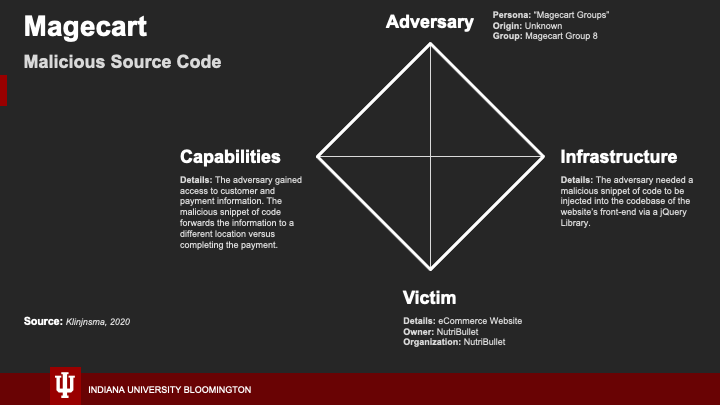 Magecart
Malicious Source Code
Adversary
Persona: "Magecart Groups"
Origin: Unknown
Group: Magecart Group 8
Capabilities
Details: The adversary gained
access to customer and
payment information. The
malicious snippet of code
forwards the information to a
different location versus
completing the payment.
Infrastructure
Details: The adversary needed a
malicious snippet of code to be
injected into the codebase of the
website's front-end via a jQuery
Library.
Victim
Details: eCommerce Website
Owner: NutriBullet
Organization: NutriBullet
Source: Klinjnsma, 2020
INDIANA UNIVERSITY BLOOMINGTON